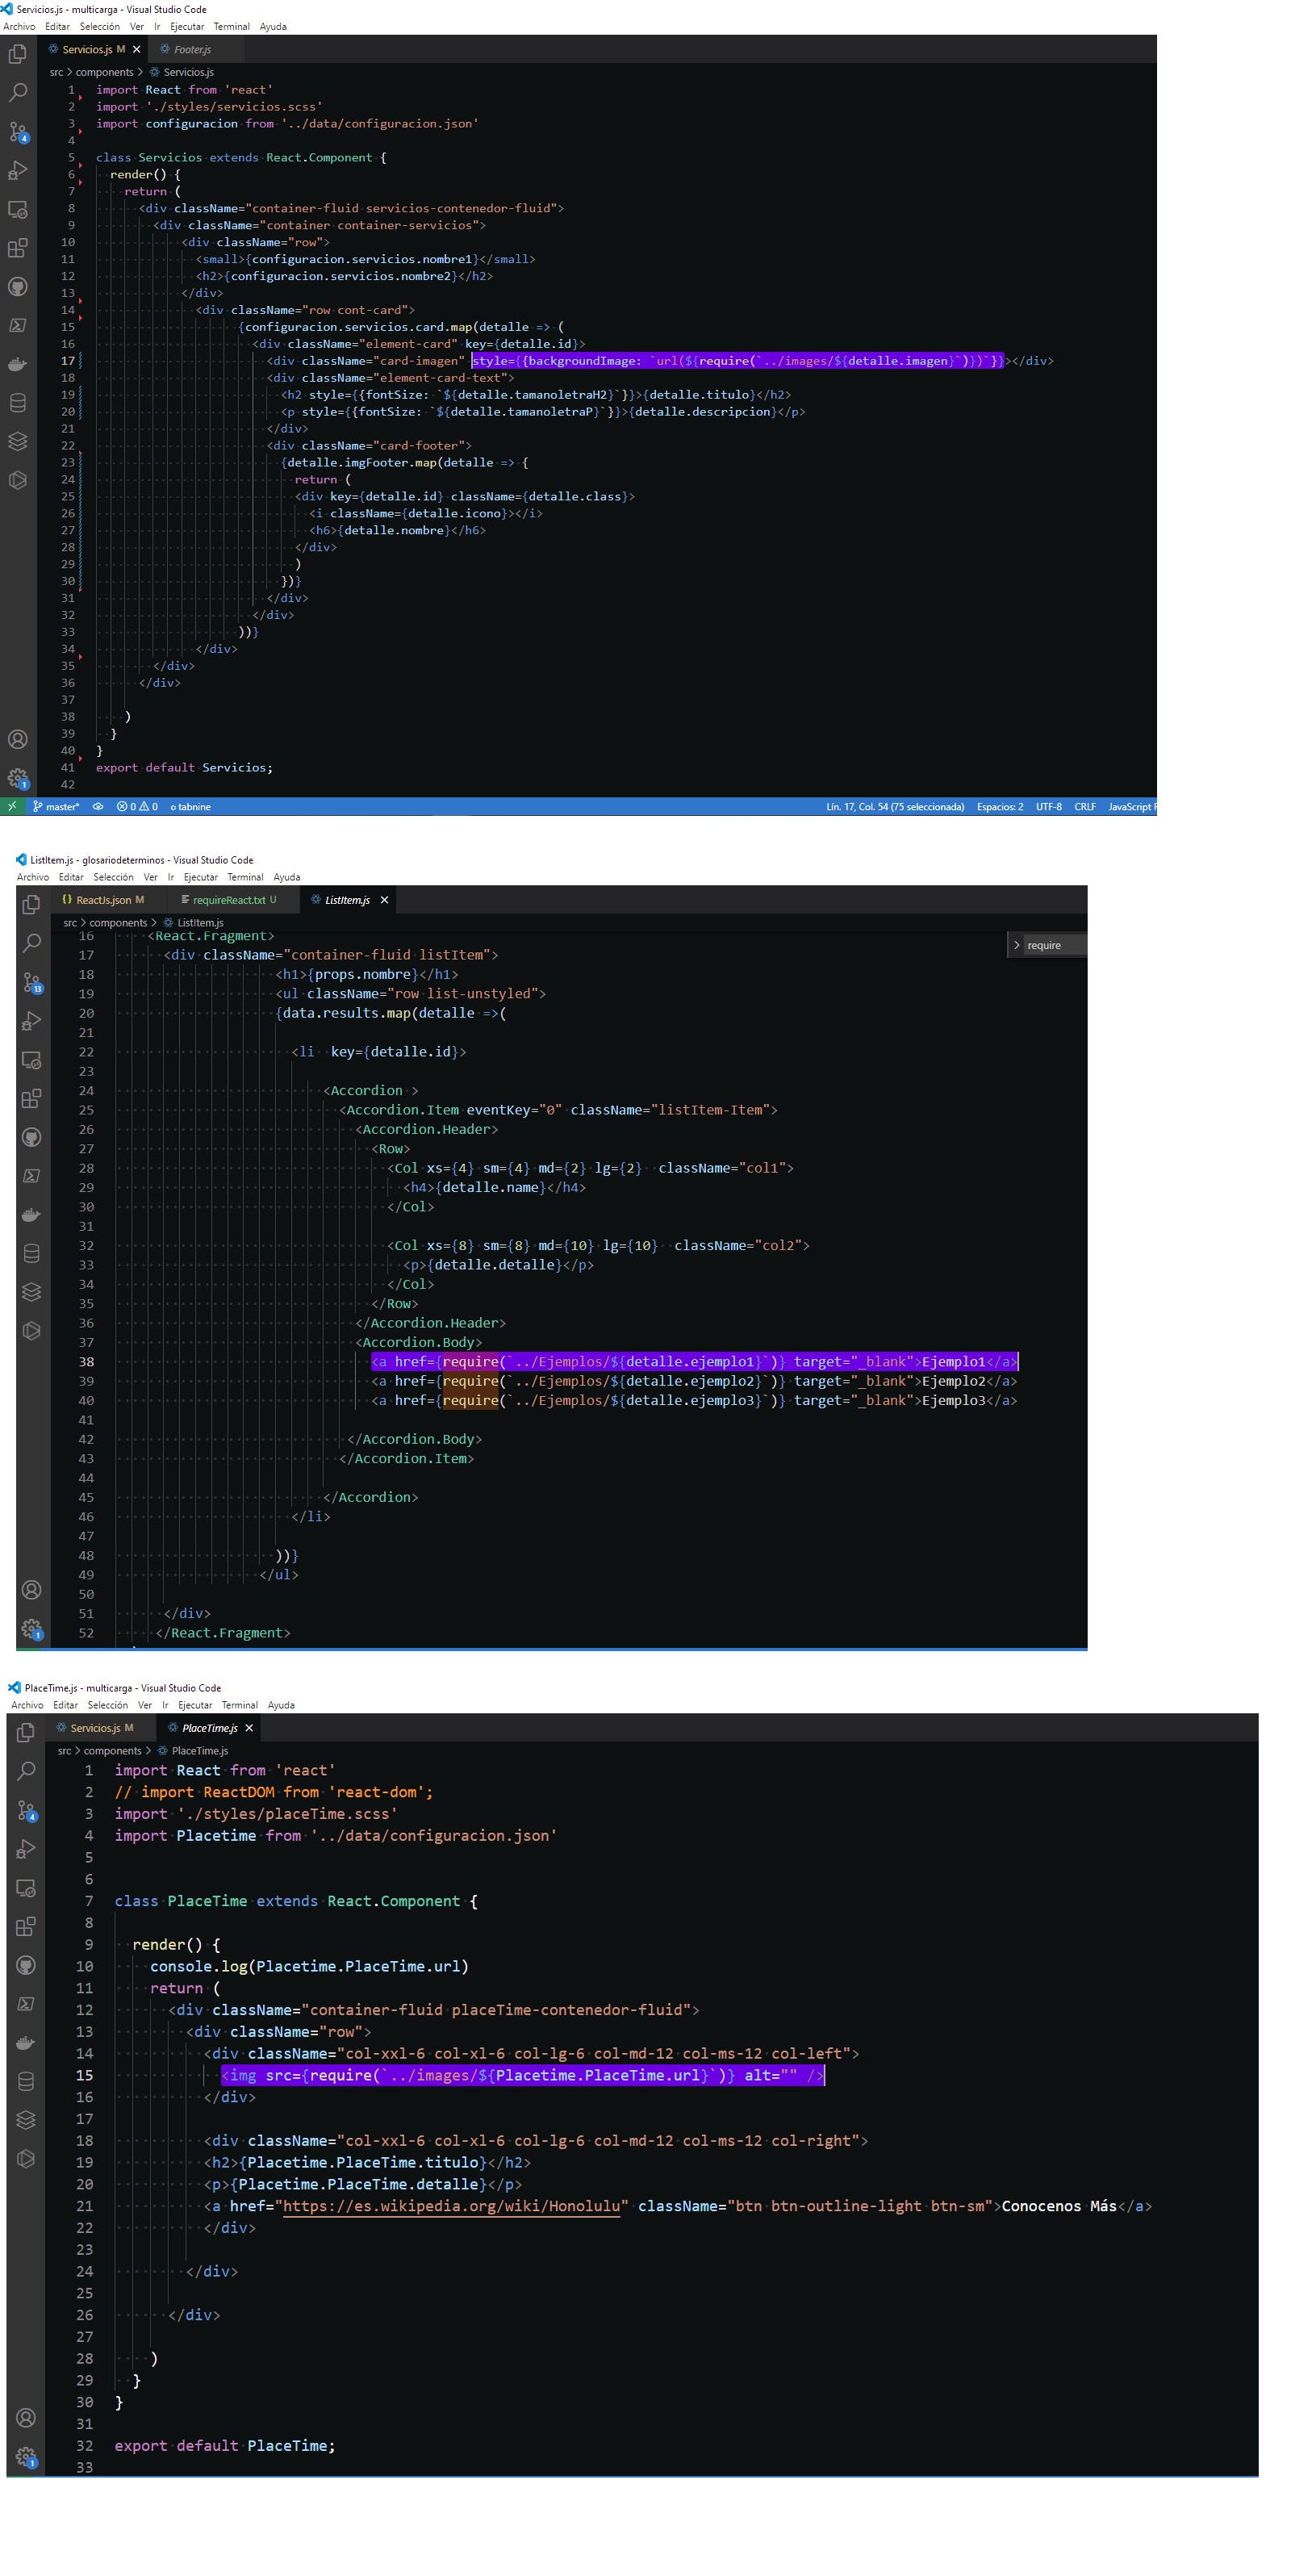 Servicios.js - multicarga - Visual Studio Code
Archivo Editar Selección Ver Ir Ejecutar Terminal Ayuda
Servicios.js M Footer.js
src > components > Servicios.js
1 import React from 'react'
2 import './styles/servicios.scss'
3 import configuracion from '../data/configuracion.json'
4
5 class Servicios extends React.Component {
6 render() {
7 return (
8 <div className="container-fluid servicios-contenedor-fluid">
9 <div className="container container-servicios">
10 <div className="row">
11 <small>{configuracion.servicios.nombre1}</small>
12 <h2>{configuracion.servicios.nombre2}</h2>
13 </div>
14 <div className="row cont-card">
15 {configuracion.servicios.card.map(detalle => (
16 <div className="element-card" key={detalle.id}>
17 <div className="card-imagen" style={{backgroundImage: `url(${require(`../images/${detalle.imagen}`)})`}}></div>
18 <div className="element-card-text">
19 <h2 style={{fontSize: `${detalle.tamanoletraH2}`}}>{detalle.titulo}</h2>
20 <p style={{fontSize: `${detalle.tamanoletraP}`}}>{detalle.descripcion}</p>
21 </div>
22 <div className="card-footer">
23 {detalle.imgFooter.map(detalle => {
24 return (
25 <div key={detalle.id} className={detalle.class}>
26 <i className={detalle.icono}></i>
27 <h6>{detalle.nombre}</h6>
28 </div>
29 )
30 })}
31 </div>
32 </div>
33 ))}
34 </div>
35 </div>
36 </div>
37
38 )
39 }
40 }
41 export default Servicios;
42
4
1
master* 0 0 tabnine Lín. 17, Col. 54 (75 seleccionada) Espacios: 2 UTF-8 CRLF JavaScript
ListItem.js - glosariodeterminos - Visual Studio Code
Archivo Editar Selección Ver Ir Ejecutar Terminal Ayuda
{} ReactJs.json M requireReact.txt U ListItem.js
src > components > ListItem.js
> require
16 <React.Fragment>
17 <div className="container-fluid listItem">
18 <h1>{props.nombre}</h1>
19 <ul className="row list-unstyled">
20 {data.results.map(detalle =>(
21
22 <li key={detalle.id}>
23
24 <Accordion >
25 <Accordion.Item eventKey="0" className="listItem-Item">
26 <Accordion.Header>
27 <Row>
28 <Col xs={4} sm={4} md={2} lg={2} className="col1">
29 <h4>{detalle.name}</h4>
30 </Col>
31
32 <Col xs={8} sm={8} md={10} lg={10} className="col2">
33 <p>{detalle.detalle}</p>
34 </Col>
35 </Row>
36 </Accordion.Header>
37 <Accordion.Body>
38 <a href={require(`../Ejemplos/${detalle.ejemplo1}`)} target="_blank">Ejemplo1</a>
39 <a href={require(`../Ejemplos/${detalle.ejemplo2}`)} target="_blank">Ejemplo2</a>
40 <a href={require(`../Ejemplos/${detalle.ejemplo3}`)} target="_blank">Ejemplo3</a>
41
42 </Accordion.Body>
43 </Accordion.Item>
44
45 </Accordion>
46 </li>
47
48 ))}
49 </ul>
50
51 </div>
52 </React.Fragment>
13
1
PlaceTime.js - multicarga - Visual Studio Code
Archivo Editar Selección Ver Ir Ejecutar Terminal Ayuda
Servicios.js M PlaceTime.js
src > components > PlaceTime.js
1 import React from 'react'
2 // import ReactDOM from 'react-dom';
3 import './styles/placeTime.scss'
4 import Placetime from '../data/configuracion.json'
5
6
7 class PlaceTime extends React.Component {
8
9 render() {
10 console.log(Placetime.PlaceTime.url)
11 return (
12 <div className="container-fluid placeTime-contenedor-fluid">
13 <div className="row">
14 <div className="col-xxl-6 col-xl-6 col-lg-6 col-md-12 col-ms-12 col-left">
15 <img src={require(`../images/${Placetime.PlaceTime.url}`)} alt="" />
16 </div>
17
18 <div className="col-xxl-6 col-xl-6 col-lg-6 col-md-12 col-ms-12 col-right">
19 <h2>{Placetime.PlaceTime.titulo}</h2>
20 <p>{Placetime.PlaceTime.detalle}</p>
21 <a href="https://es.wikipedia.org/wiki/Honolulu" className="btn btn-outline-light btn-sm">Conocenos Más</a>
22 </div>
23
24 </div>
25
26 </div>
27
28 )
29 }
30 }
31
32 export default PlaceTime;
33
4
1